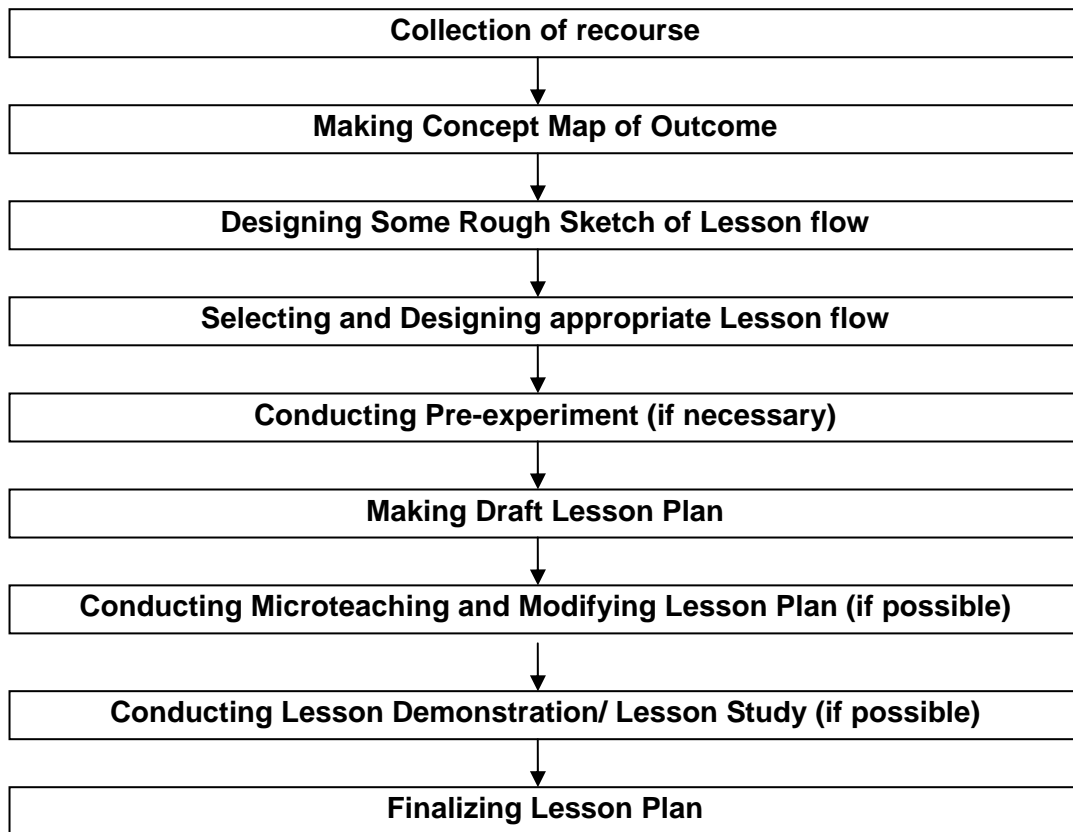 Collection of recourse
Making Concept Map of Outcome
Designing Some Rough Sketch of Lesson flow
Selecting and Designing appropriate Lesson flow
Conducting Pre-experiment (if necessary)
Making Draft Lesson Plan
Conducting Microteaching and Modifying Lesson Plan (if possible)
Conducting Lesson Demonstration/ Lesson Study (if possible)
Finalizing Lesson Plan